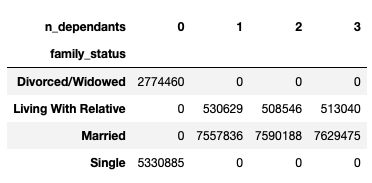 n_dependants 0 1 2 3
family_status
Divorced/Widowed 2774460 0 0 0
Living With Relative 0 530629 508546 513040
Married 0 7557836 7590188 7629475
Single 5330885 0 0 0